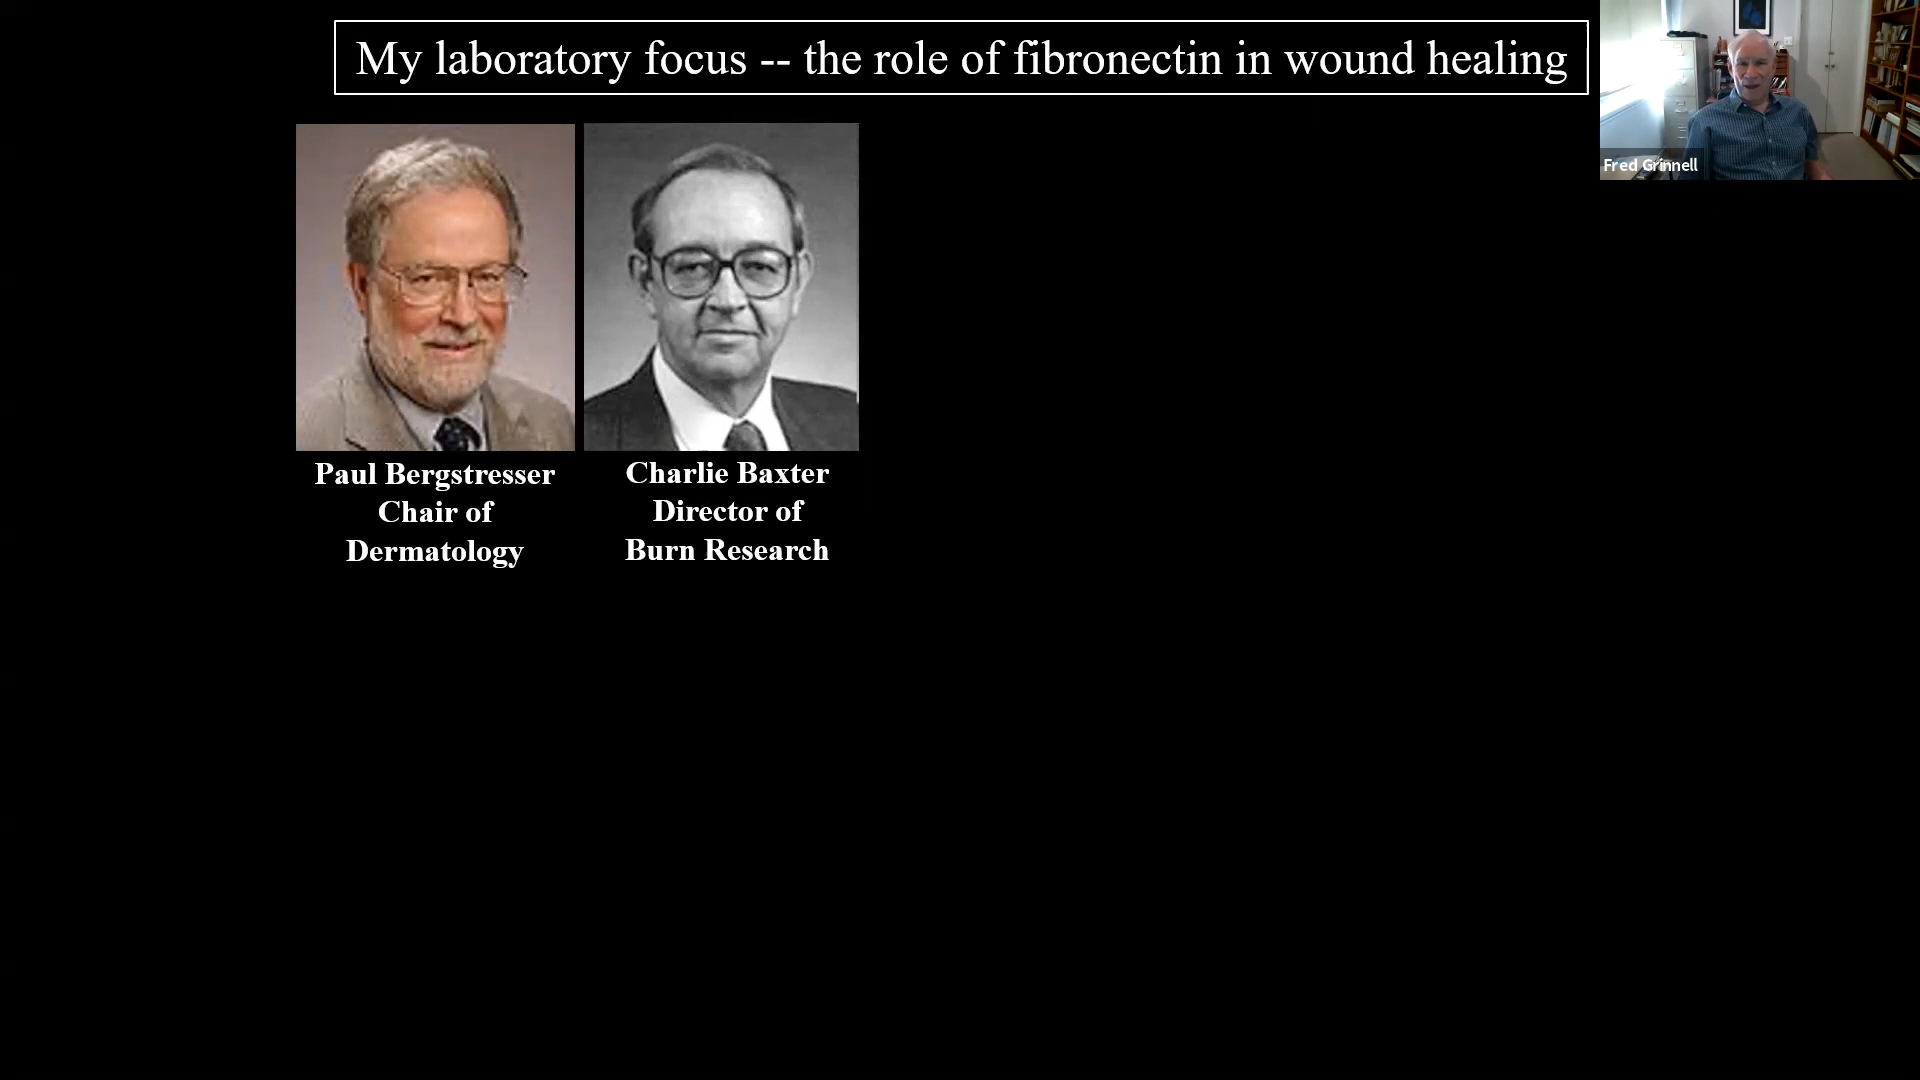 My laboratory focus -- the role of fibronectin in wound healing
Fred Grinnell
Paul Bergstresser
Chair of
Dermatology
Charlie Baxter
Director of
Burn Research